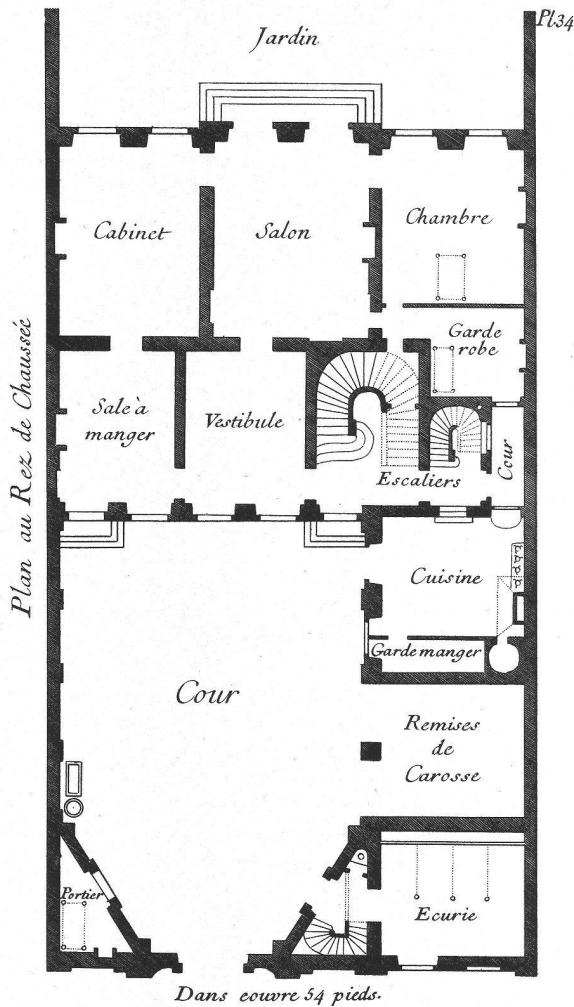 Pl34
Jardin
Cabinet
Salon
Chambre
Garde
robe
Sale à
manger
Vestibule
Escaliers
Cour
Plan au Rez de Chaussée
Cuisine
Garde manger
Cour
Remises
de
Carosse
Portier
Ecurie
Dans eouvre 54 pieds.